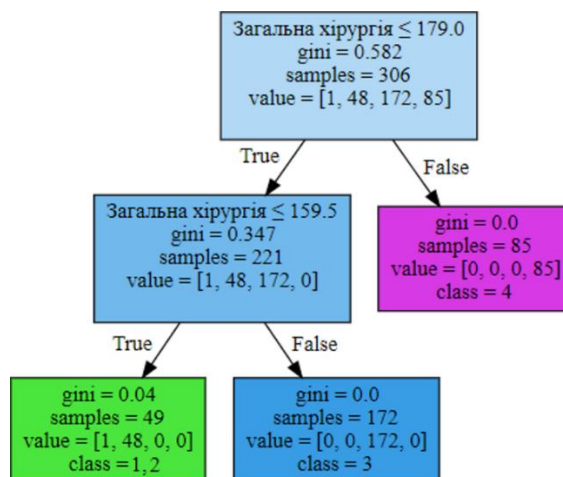 Загальна хірургія ≤ 179.0
gini = 0.582
samples = 306
value = [1, 48, 172, 85]
True
False
Загальна хірургія ≤ 159.5
gini = 0.347
samples = 221
value = [1, 48, 172, 0]
gini = 0.0
samples = 85
value = [0, 0, 0, 85]
class = 4
True
False
gini = 0.04
samples = 49
value = [1, 48, 0, 0]
class = 1, 2
gini = 0.0
samples = 172
value = [0, 0, 172, 0]
class = 3